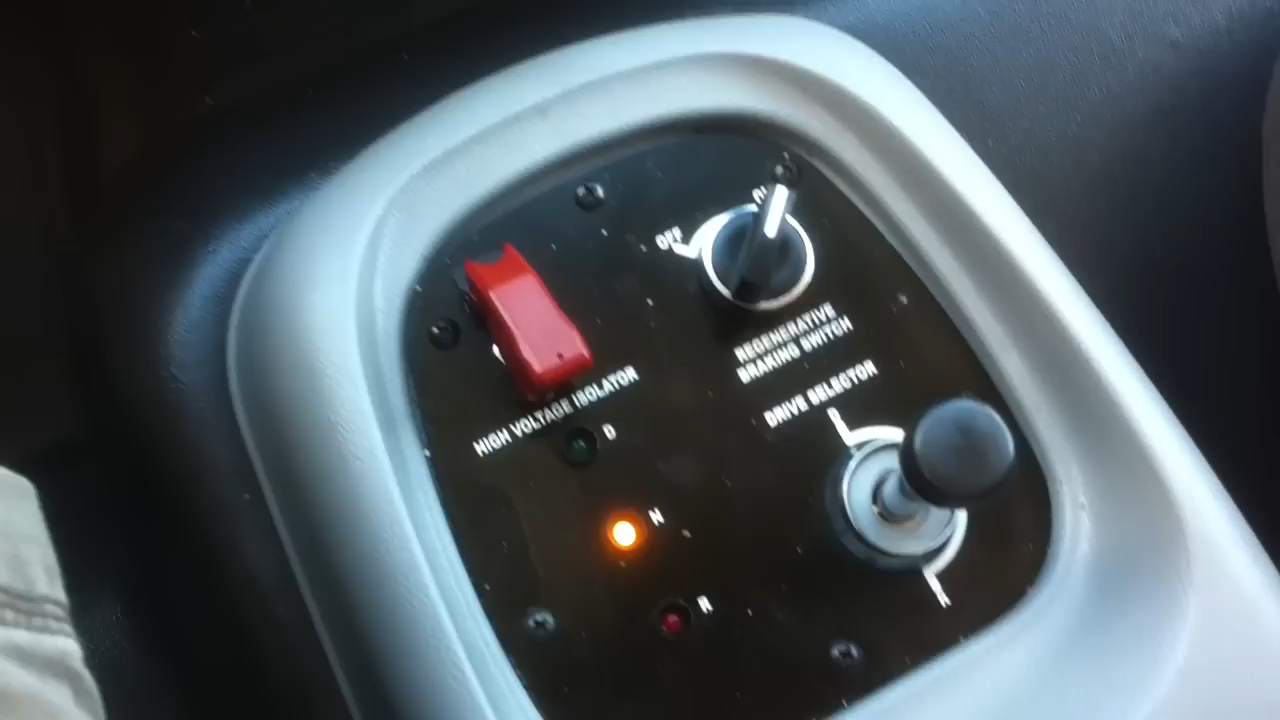 OFF
ON
REGENERATIVE
BRAKING SWITCH
HIGH VOLTAGE ISOLATOR
DRIVE SELECTOR
D
R
D
N
R